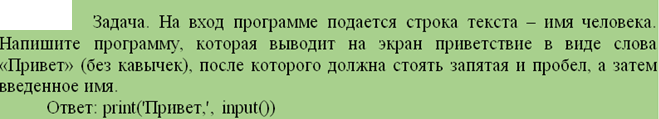 Задача. На вход программе подается строка текста – имя человека.
Напишите программу, которая выводит на экран приветствие в виде слова
«Привет» (без кавычек), после которого должна стоять запятая и пробел, а затем
введенное имя.
Ответ: print('Привет,', input())